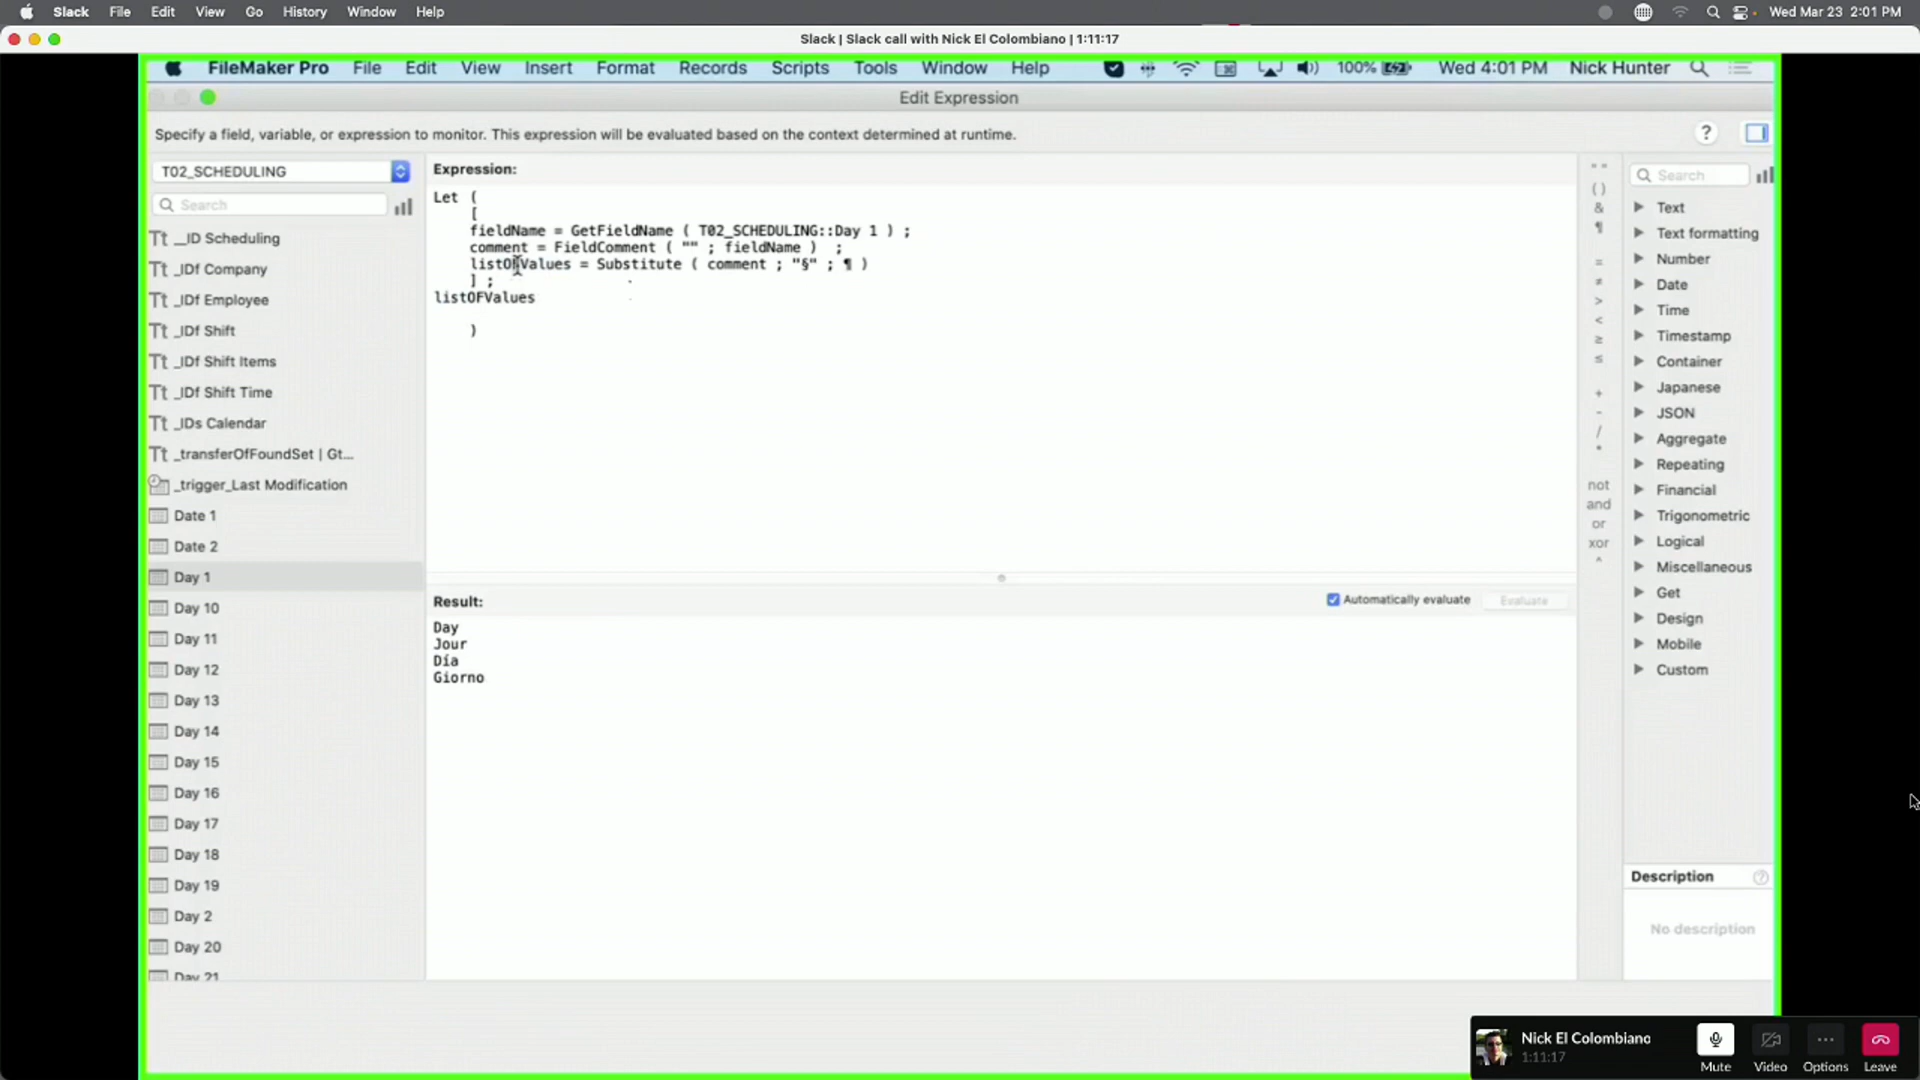 Slack File Edit View Go History Window Help Wed Mar 23 2:01 PM
Slack | Slack call with Nick El Colombiano | 1:11:17
FileMaker Pro File Edit View Insert Format Records Scripts Tools Window Help 100% Wed 4:01 PM Nick Hunter
Edit Expression
Specify a field, variable, or expression to monitor. This expression will be evaluated based on the context determined at runtime. ?
T02_SCHEDULING
Search
__ID Scheduling
_IDf Company
_IDf Employee
_IDf Shift
_IDf Shift Items
_IDf Shift Time
_IDs Calendar
_transferOfFoundSet | Gt...
_trigger_Last Modification
Date 1
Date 2
Day 1
Day 10
Day 11
Day 12
Day 13
Day 14
Day 15
Day 16
Day 17
Day 18
Day 19
Day 2
Day 20
Day 21
Expression:
Let (
[
fieldName = GetFieldName ( T02_SCHEDULING::Day 1 ) ;
comment = FieldComment ( "" ; fieldName ) ;
listOFValues = Substitute ( comment ; "§" ; ¶ )
] ;
listOFValues
)
Result:
Automatically evaluate
Evaluate
Day
Jour
Día
Giorno
" "
( )
&
¶
=
≠
>
<
≥
≤
+
-
/
*
not
and
or
xor
^
Search
Text
Text formatting
Number
Date
Time
Timestamp
Container
Japanese
JSON
Aggregate
Repeating
Financial
Trigonometric
Logical
Miscellaneous
Get
Design
Mobile
Custom
Description ?
No description
Nick El Colombiano
1:11:17
Mute Video Options Leave